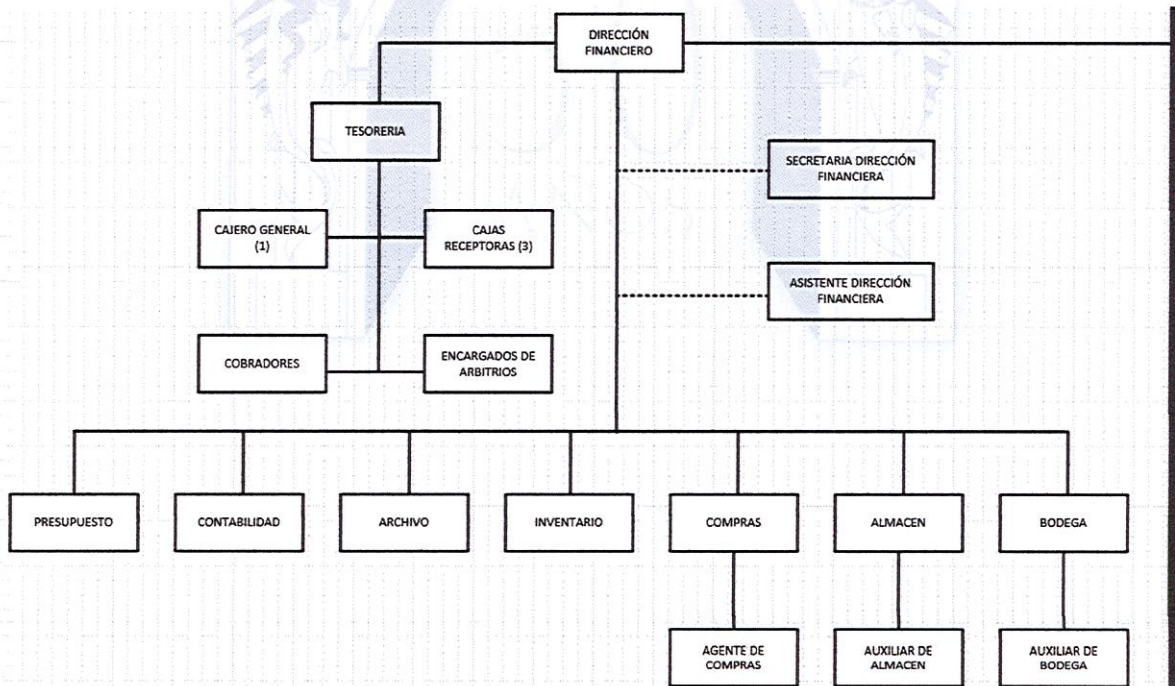 DIRECCIÓN
FINANCIERO
TESORERIA
SECRETARIA DIRECCIÓN
FINANCIERA
CAJERO GENERAL
(1)
CAJAS
RECEPTORAS (3)
ASISTENTE DIRECCIÓN
FINANCIERA
COBRADORES
ENCARGADOS DE
ARBITRIOS
PRESUPUESTO
CONTABILIDAD
ARCHIVO
INVENTARIO
COMPRAS
ALMACEN
BODEGA
AGENTE DE
COMPRAS
AUXILIAR DE
ALMACEN
AUXILIAR DE
BODEGA